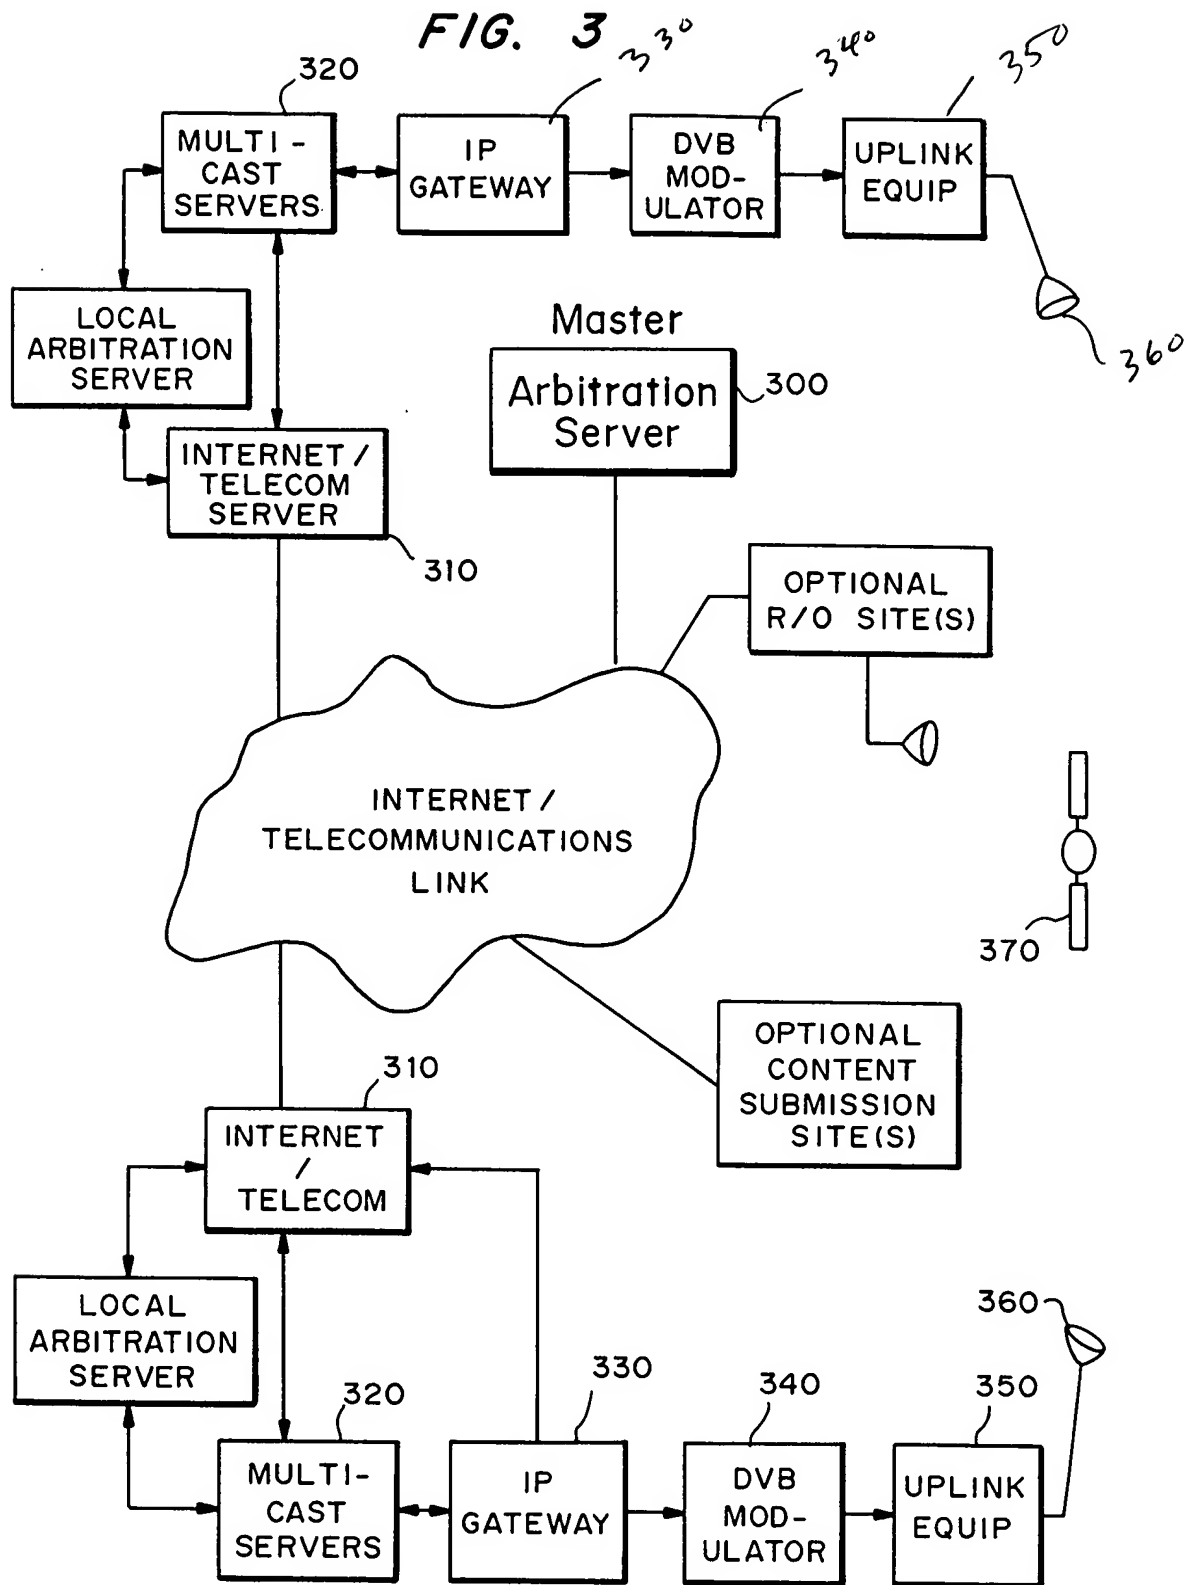 FIG. 3
320
330
340
350
MULTI-
CAST
SERVERS
IP
GATEWAY
DVB
MOD-
ULATOR
UPLINK
EQUIP
360
LOCAL
ARBITRATION
SERVER
Master
Arbitration
Server
300
INTERNET/
TELECOM
SERVER
310
OPTIONAL
R/O SITE(S)
INTERNET/
TELECOMMUNICATIONS
LINK
370
OPTIONAL
CONTENT
SUBMISSION
SITE(S)
310
INTERNET
/
TELECOM
LOCAL
ARBITRATION
SERVER
360
320
330
340
350
MULTI-
CAST
SERVERS
IP
GATEWAY
DVB
MOD-
ULATOR
UPLINK
EQUIP